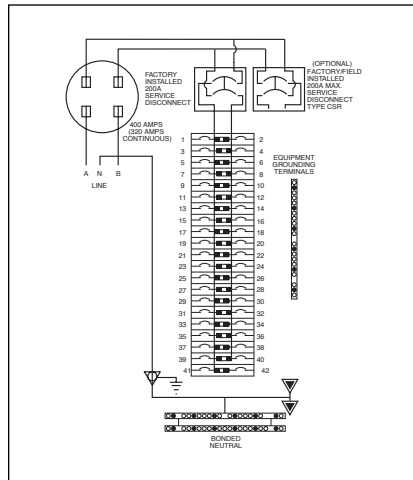 (OPTIONAL)
FACTORY/FIELD
INSTALLED
200A MAX.
SERVICE
DISCONNECT
TYPE CSR
FACTORY
INSTALLED
200A
SERVICE
DISCONNECT
400 AMPS
(320 AMPS
CONTINUOUS)
A N B
LINE
EQUIPMENT
GROUNDING
TERMINALS
1 2
3 4
5 6
7 8
9 10
11 12
13 14
15 16
17 18
19 20
21 22
23 24
25 26
27 28
29 30
31 32
33 34
35 36
37 38
39 40
41 42
BONDED
NEUTRAL